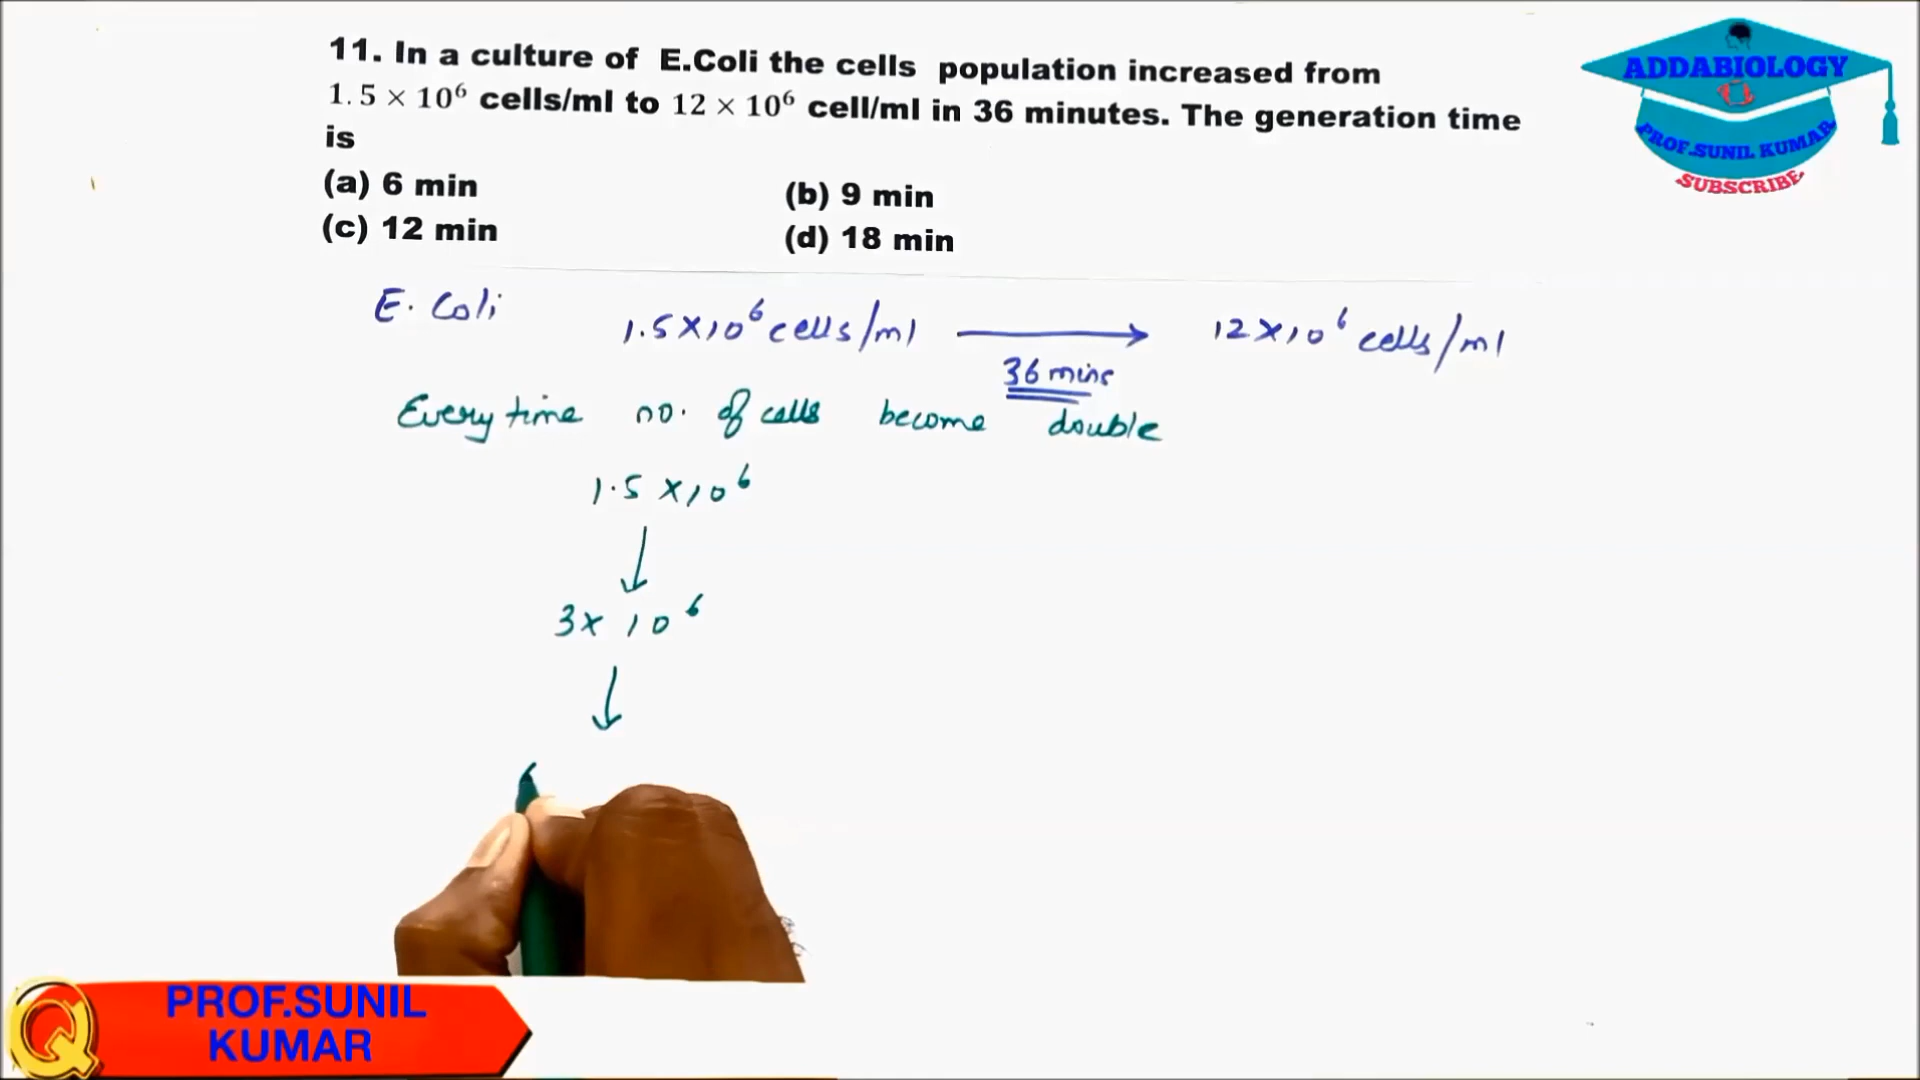 11. In a culture of E.Coli the cells population increased from
1.5 × 10⁶ cells/ml to 12 × 10⁶ cell/ml in 36 minutes. The generation time
is
(a) 6 min (b) 9 min
(c) 12 min (d) 18 min
ADDABIOLOGY
PROF.SUNIL KUMAR
SUBSCRIBE
E. Coli 1.5×10⁶ cells/ml → 12×10⁶ cells/ml
36 mins
Every time no. of cells become double
1.5 ×10⁶
↓
3× 10⁶
↓
PROF.SUNIL
KUMAR